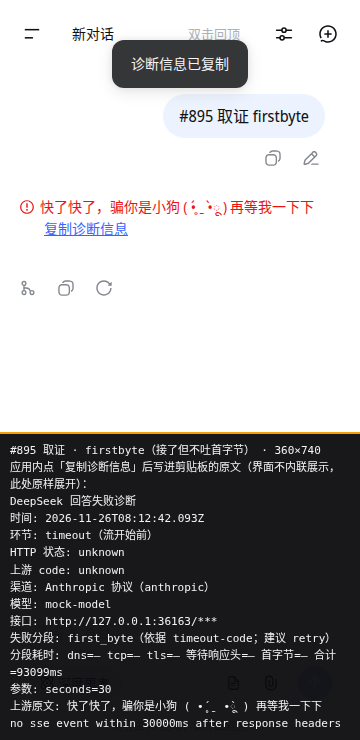 新对话
双击回顶
诊断信息已复制
#895 取证 firstbyte
快了快了，骗你是小狗 ( •̥́ ˍ •̀ू ) 再等我一下下
复制诊断信息
#895 取证 · firstbyte（接了但不吐首字节） · 360×740
应用内点「复制诊断信息」后写进剪贴板的原文（界面不内联展示，
此处原样展开）：
DeepSeek 回答失败诊断
时间: 2026-11-26T08:12:42.093Z
环节: timeout（流开始前）
HTTP 状态: unknown
上游 code: unknown
渠道: Anthropic 协议（anthropic）
模型: mock-model
接口: http://127.0.0.1:36163/***
失败分段: first_byte（依据 timeout-code；建议 retry）
分段耗时: dns=— tcp=— tls=— 等待响应头=— 首字节=— 合计
=93099ms
参数: seconds=30
上游原文: 快了快了，骗你是小狗 ( •̥́ ˍ •̀ू ) 再等我一下下
no sse event within 30000ms after response headers